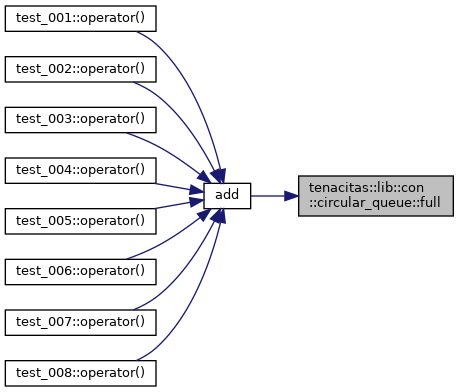 test_001::operator()
test_002::operator()
test_003::operator()
test_004::operator()
test_005::operator()
test_006::operator()
test_007::operator()
test_008::operator()
add
tenacitas::lib::con
::circular_queue::full